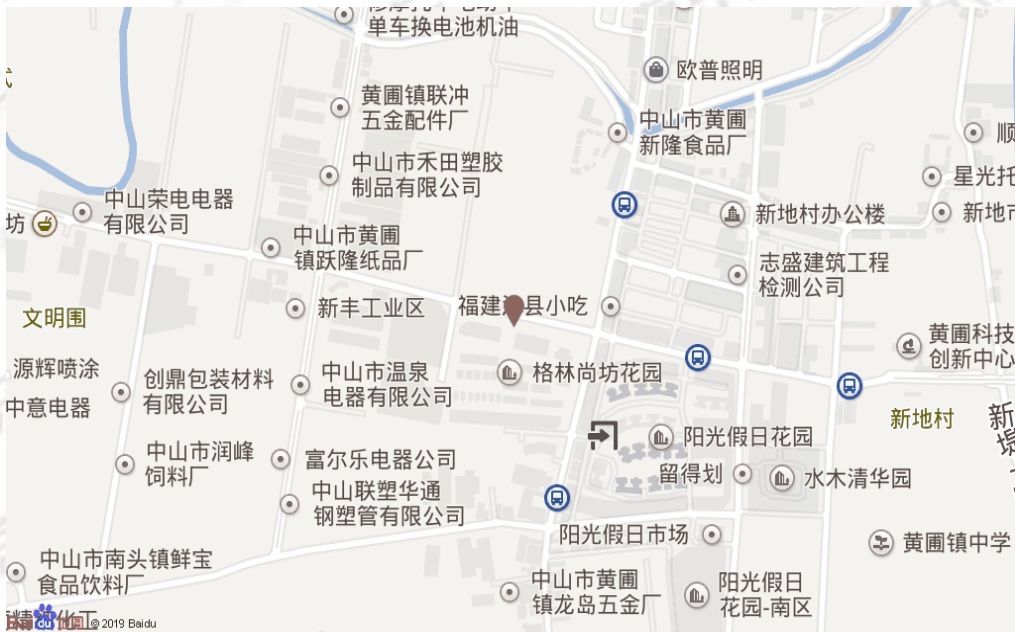 单车换电池机油
欧普照明
黄圃镇联冲
五金配件厂
中山市黄圃
新隆食品厂
顺
中山市禾田塑胶
制品有限公司
星光托
中山荣电电器
有限公司
坊
新地村办公楼
新地市
中山市黄圃
镇跃隆纸品厂
志盛建筑工程
检测公司
新丰工业区
福建
县小吃
文明围
黄圃科技
创新中心
源辉喷涂
创鼎包装材料
有限公司
中山市温泉
电器有限公司
格林尚坊花园
中意电器
新地村
新
阳光假日花园
中山市润峰
饲料厂
富尔乐电器公司
留得划
水木清华园
中山联塑华通
钢塑管有限公司
阳光假日市场
黄圃镇中学
中山市南头镇鲜宝
食品饮料厂
中山市黄圃
镇龙岛五金厂
阳光假日
花园-南区
du
© 2019 Baidu